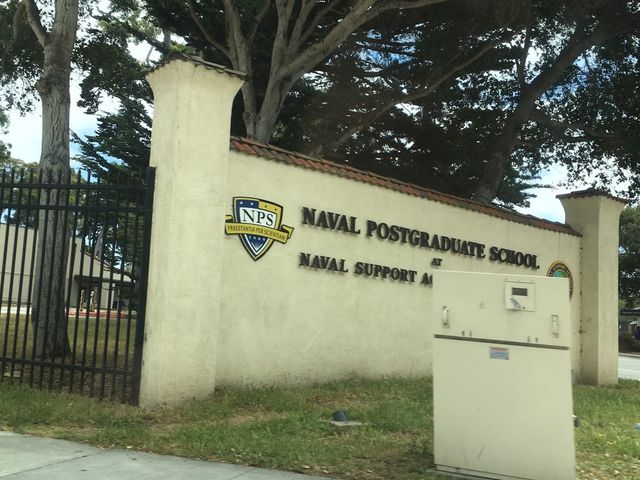 NPS
PRAESTANTIA PER SCIENTIAM
NAVAL POSTGRADUATE SCHOOL
AT
NAVAL SUPPORT